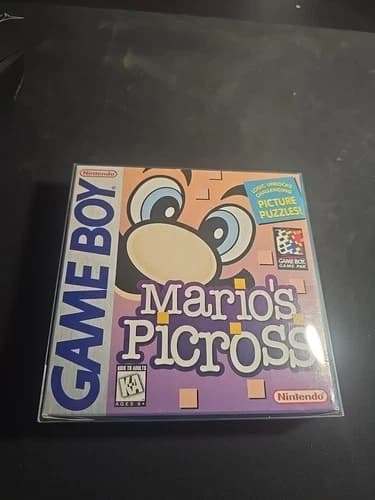 Nintendo
GAME BOY
LOGIC UNLOCKS
CHALLENGING
PICTURE
PUZZLES!
GAME BOY
GAME PAK
Mario's
Picross
KIDS TO ADULTS
K-A
AGES 6+
Nintendo